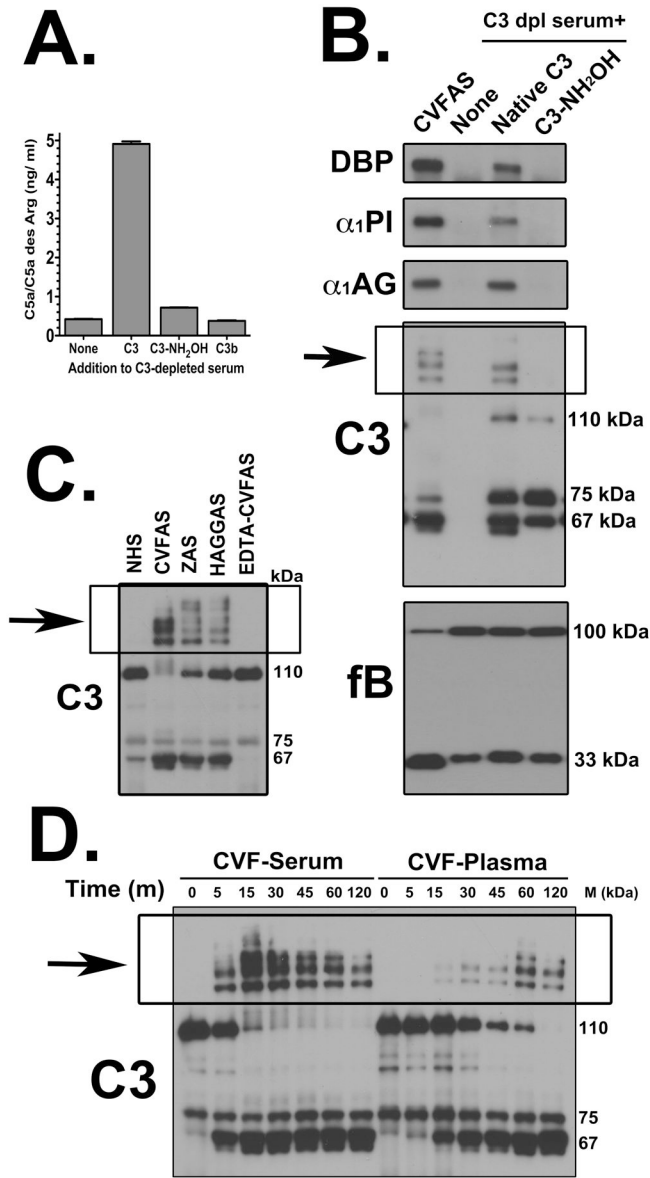 A.
C5a/C5a des Arg (ng/ ml)
5
4
3
2
1
0
None C3 C3-NH2OH C3b
Addition to C3-depleted serum
B.
C3 dpl serum+
CVFAS None Native C3 C3-NH2OH
DBP
α1PI
α1AG
C3
110 kDa
75 kDa
67 kDa
fB
100 kDa
33 kDa
C.
NHS CVFAS ZAS HAGGAS EDTA-CVFAS
kDa
C3
110
75
67
D.
CVF-Serum CVF-Plasma
Time (m) 0 5 15 30 45 60 120 0 5 15 30 45 60 120 M (kDa)
C3
110
75
67